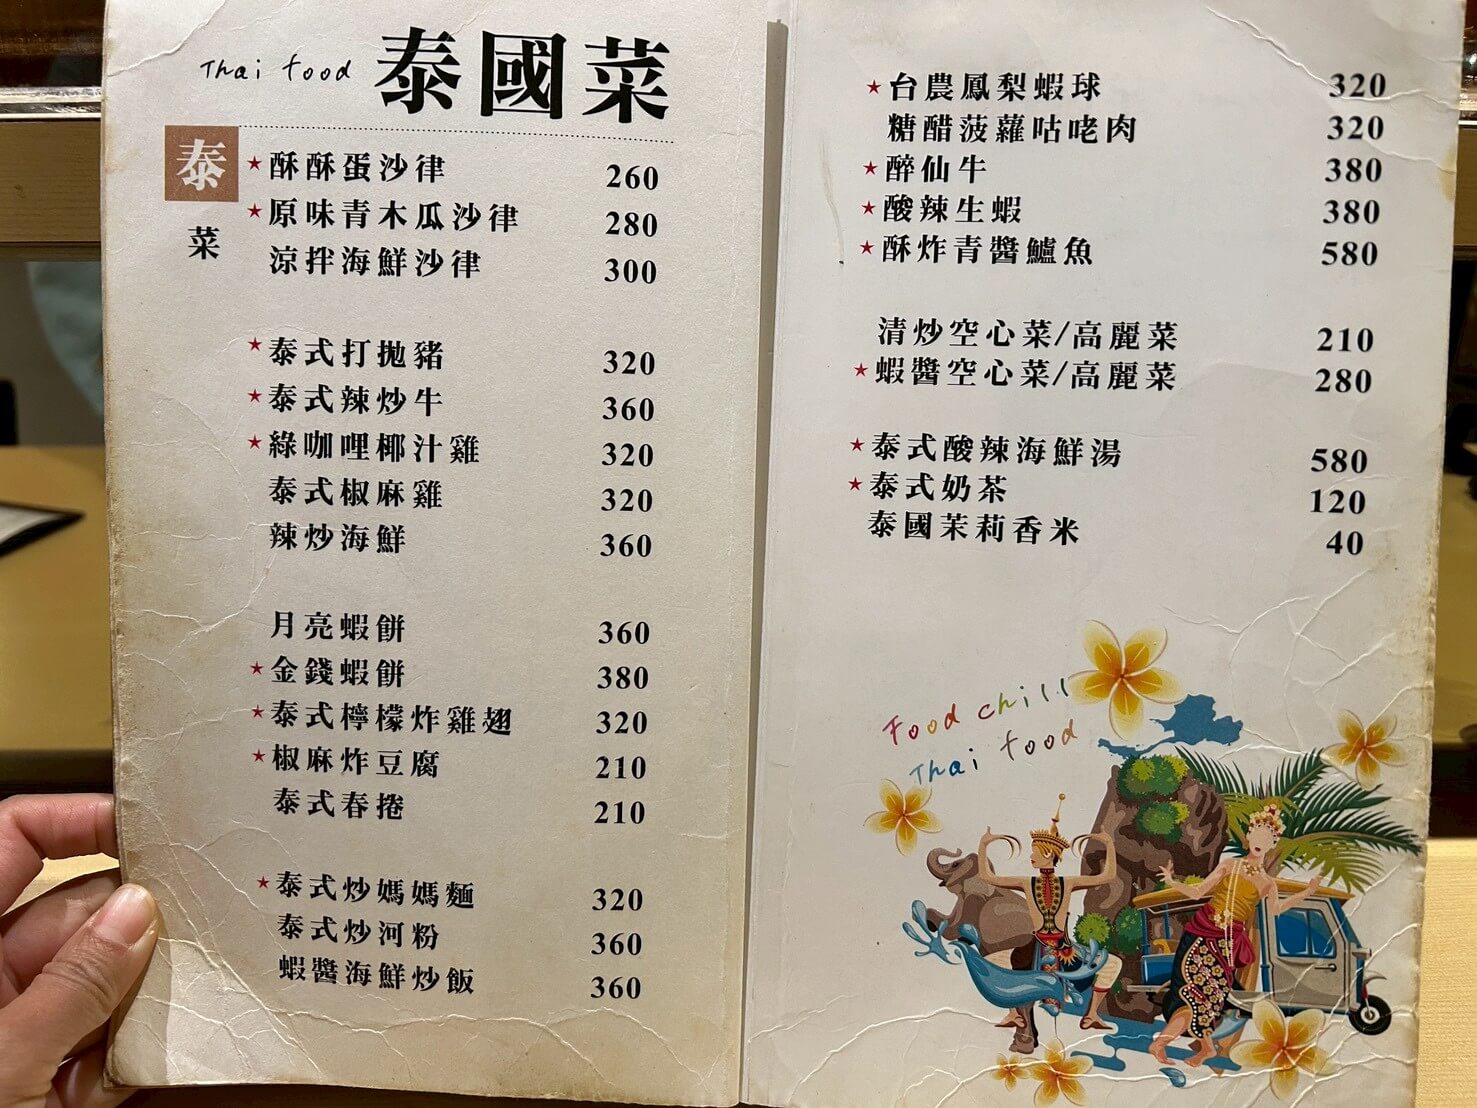 Thai food 泰國菜
泰菜
★酥酥蛋沙律 260
★原味青木瓜沙律 280
涼拌海鮮沙律 300
★泰式打拋豬 320
★泰式辣炒牛 360
★綠咖哩椰汁雞 320
泰式椒麻雞 320
辣炒海鮮 360
月亮蝦餅 360
★金錢蝦餅 380
★泰式檸檬炸雞翅 320
★椒麻炸豆腐 210
泰式春捲 210
★泰式炒媽媽麵 320
泰式炒河粉 360
蝦醬海鮮炒飯 360
★台農鳳梨蝦球 320
糖醋菠蘿咕咾肉 320
★醉仙牛 380
★酸辣生蝦 380
★酥炸青醬鱸魚 580
清炒空心菜/高麗菜 210
★蝦醬空心菜/高麗菜 280
★泰式酸辣海鮮湯 580
★泰式奶茶 120
泰國茉莉香米 40
Food chill
Thai food